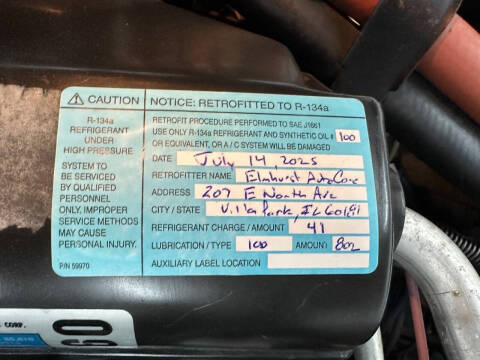 CAUTION
R-134a
REFRIGERANT
UNDER
HIGH PRESSURE
SYSTEM
TO BE
SERVICED
BY QUALIFIED
PERSONNEL
ONLY, IMPROPER
SERVICE METHODS
MAY CAUSE
PERSONAL INJURY.
P/N 59970
NOTICE: RETROFITTED TO R-134a
RETROFIT PROCEDURE PERFORMED TO SAE J1661
USE ONLY R-134a REFRIGERANT AND SYNTHETIC OIL # 100
OR EQUIVALENT, OR A/C SYSTEM WILL BE DAMAGED
DATE July 14, 2025
RETROFITTER NAME Elmhurst AutoCare
ADDRESS 207 E North Ave
CITY / STATE Villa Park, IL 60181
REFRIGERANT CHARGE / AMOUNT 41
LUBRICATION / TYPE 100 AMOUNT 8oz
AUXILIARY LABEL LOCATION
CORP.